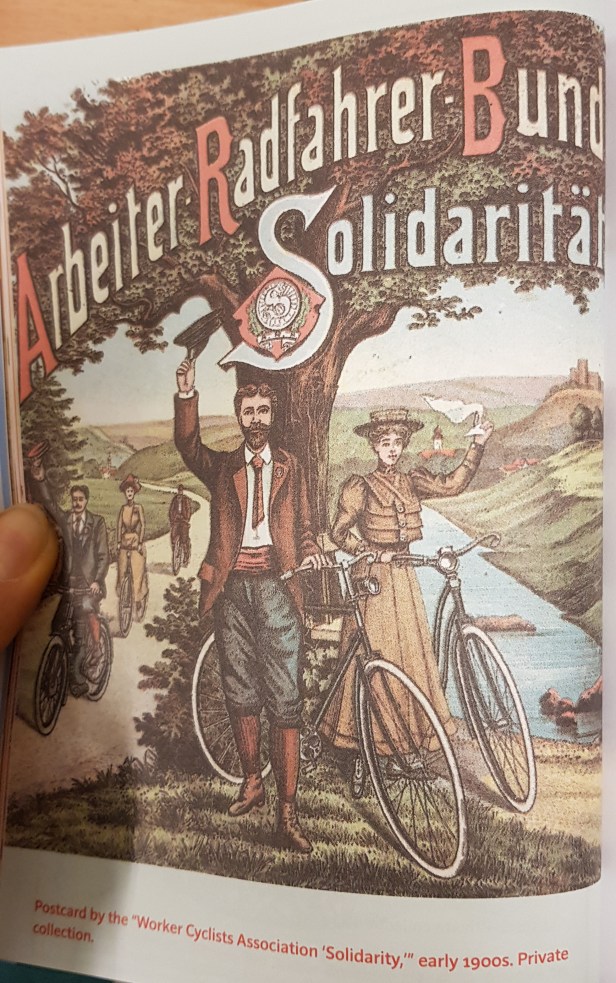 Arbeiter-Radfahrer-Bund
Solidarität
Postcard by the "Worker Cyclists Association 'Solidarity,'" early 1900s. Private
collection.